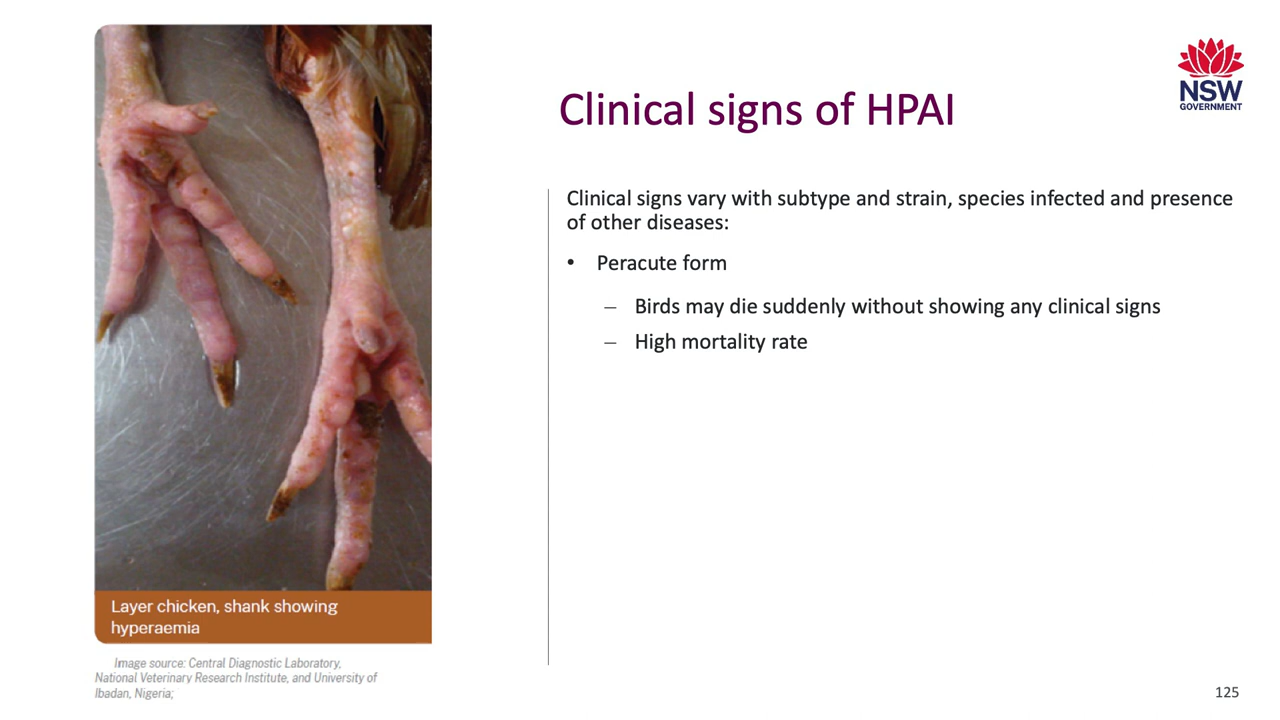 NSW
GOVERNMENT
Clinical signs of HPAI
Clinical signs vary with subtype and strain, species infected and presence
of other diseases:
• Peracute form
– Birds may die suddenly without showing any clinical signs
– High mortality rate
Layer chicken, shank showing
hyperaemia
Image source: Central Diagnostic Laboratory,
National Veterinary Research Institute, and University of
Ibadan, Nigeria;
125